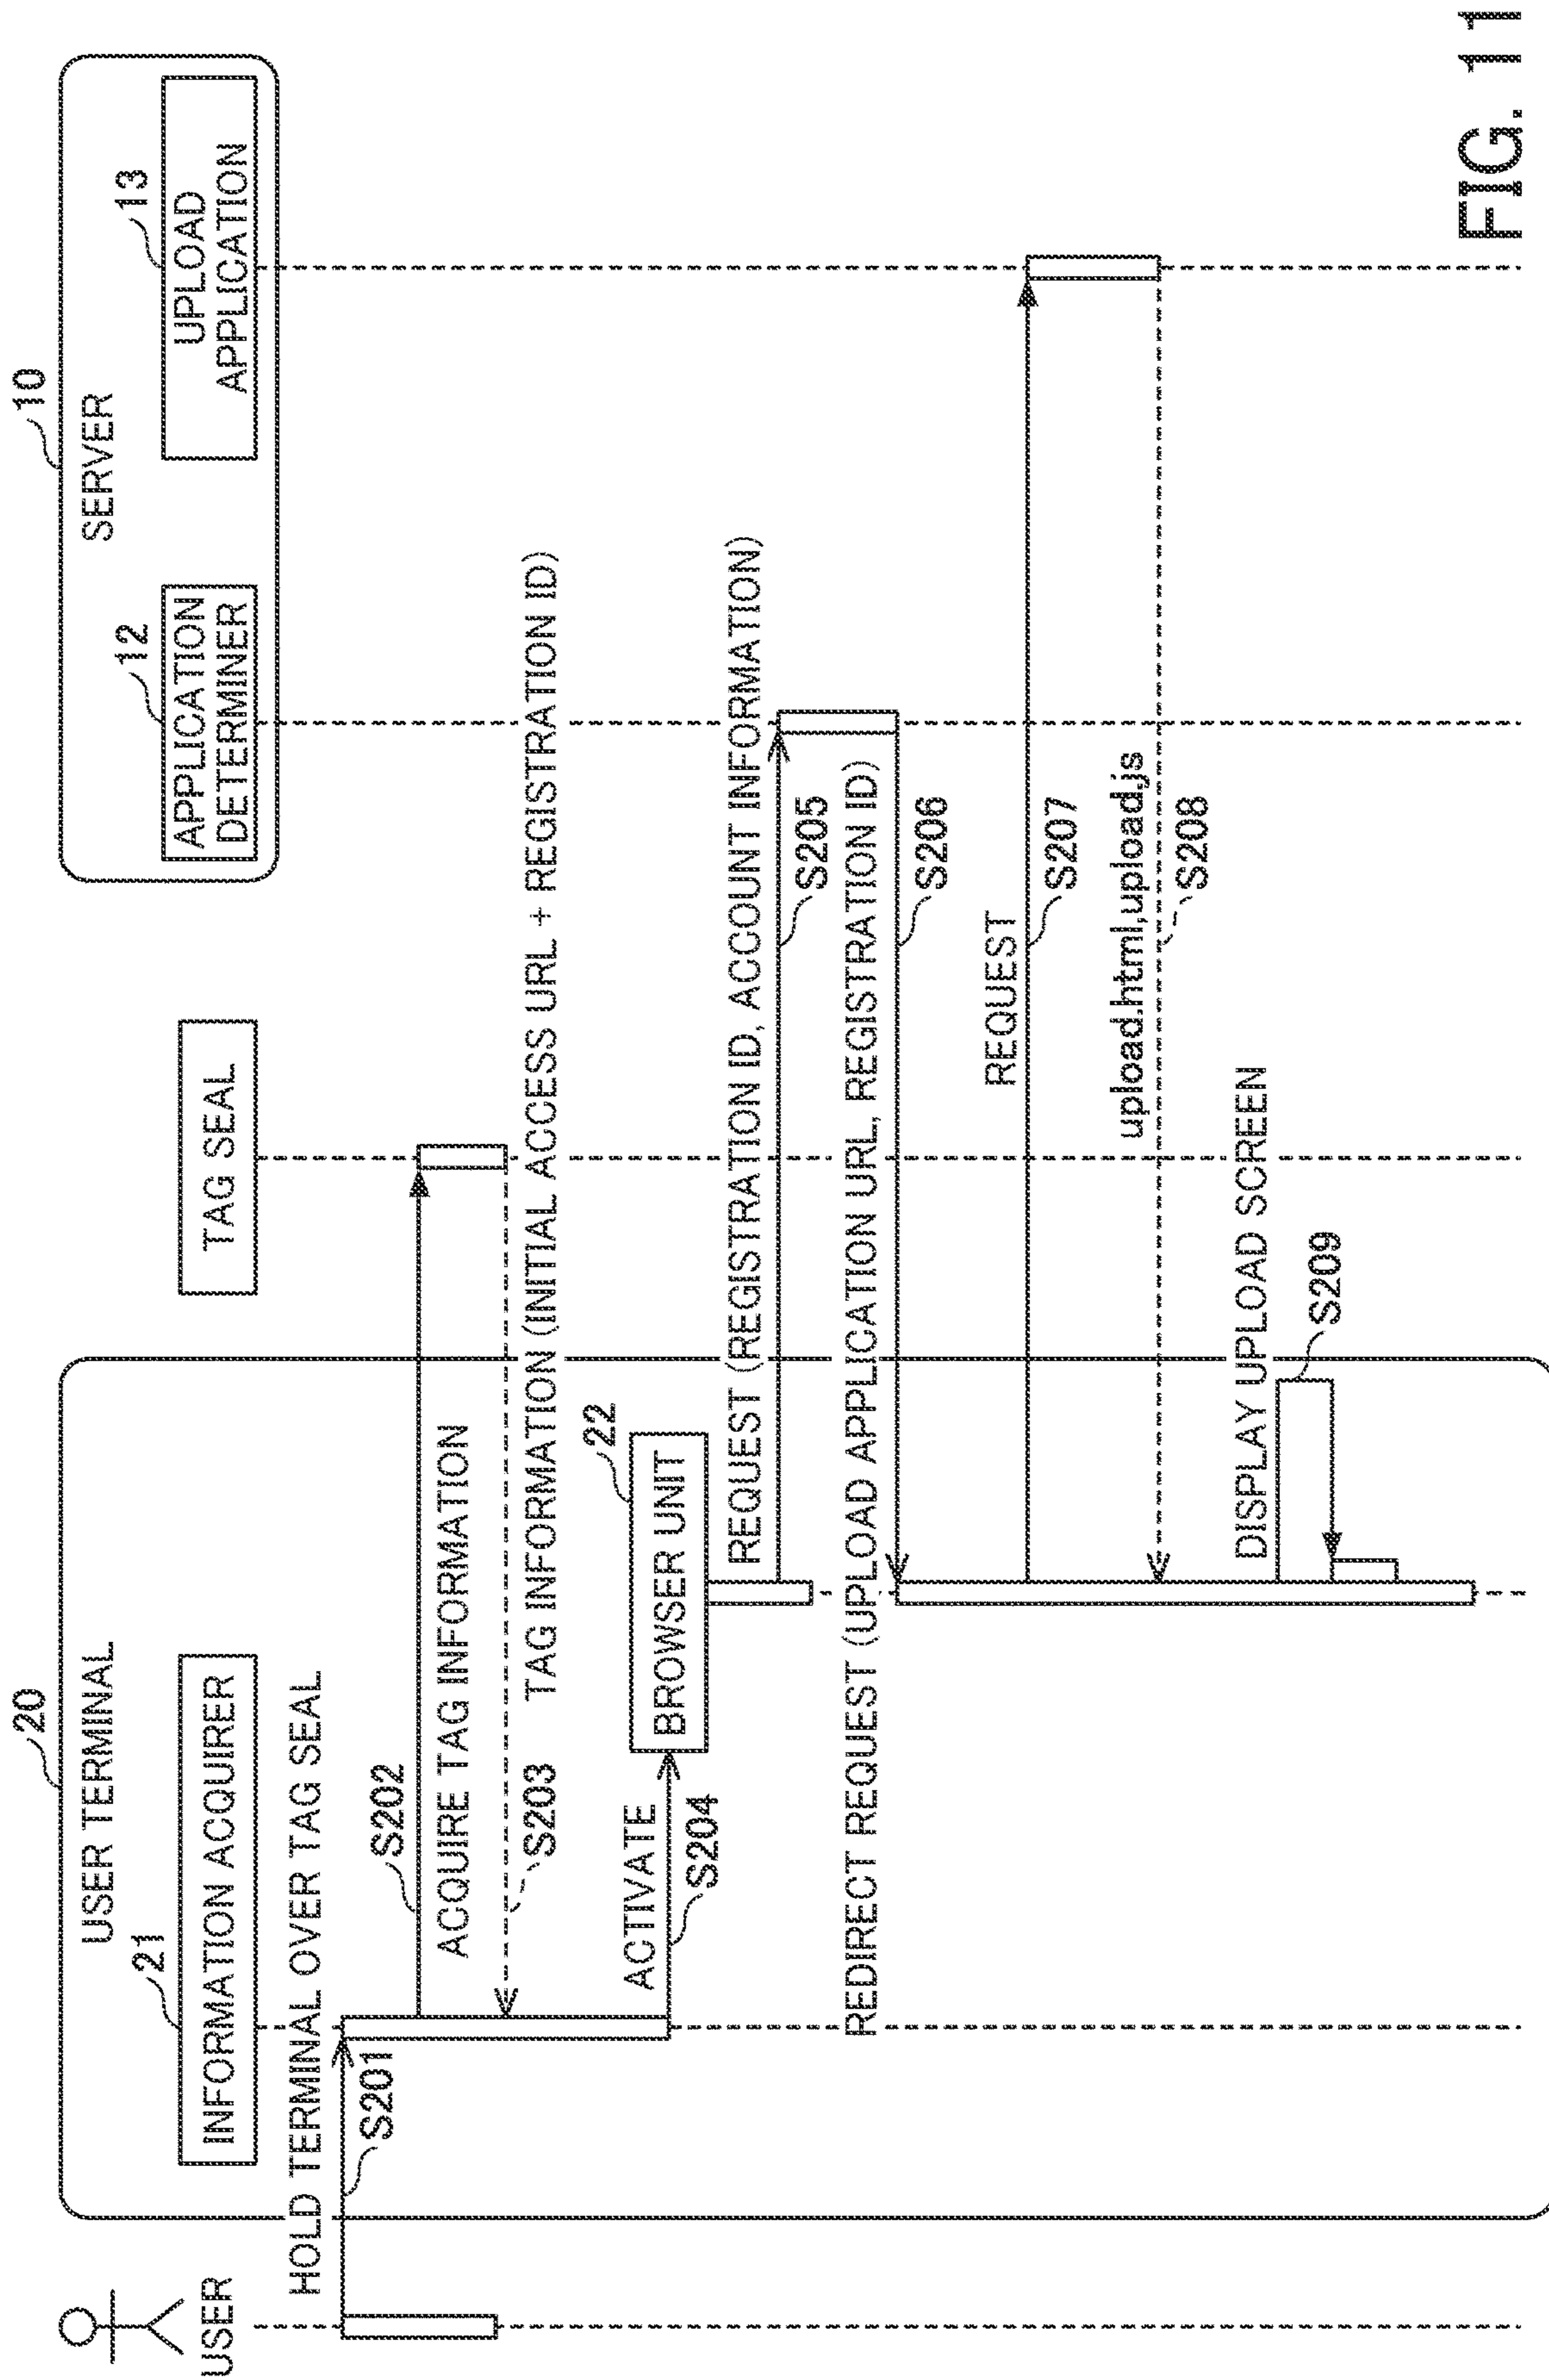 20
10
USER TERMINAL
SERVER
21
12
13
USER
INFORMATION ACQUIRER
TAG SEAL
APPLICATION
DETERMINER
UPLOAD
APPLICATION
HOLD TERMINAL OVER TAG SEAL
S201
S202
ACQUIRE TAG INFORMATION
S203
TAG INFORMATION (INITIAL ACCESS URL + REGISTRATION ID)
22
ACTIVATE
BROWSER UNIT
S204
REQUEST (REGISTRATION ID, ACCOUNT INFORMATION)
S205
REDIRECT REQUEST (UPLOAD APPLICATION URL, REGISTRATION ID)
S206
REQUEST
S207
upload.html,upload.js
S208
DISPLAY UPLOAD SCREEN
S209
FIG. 11